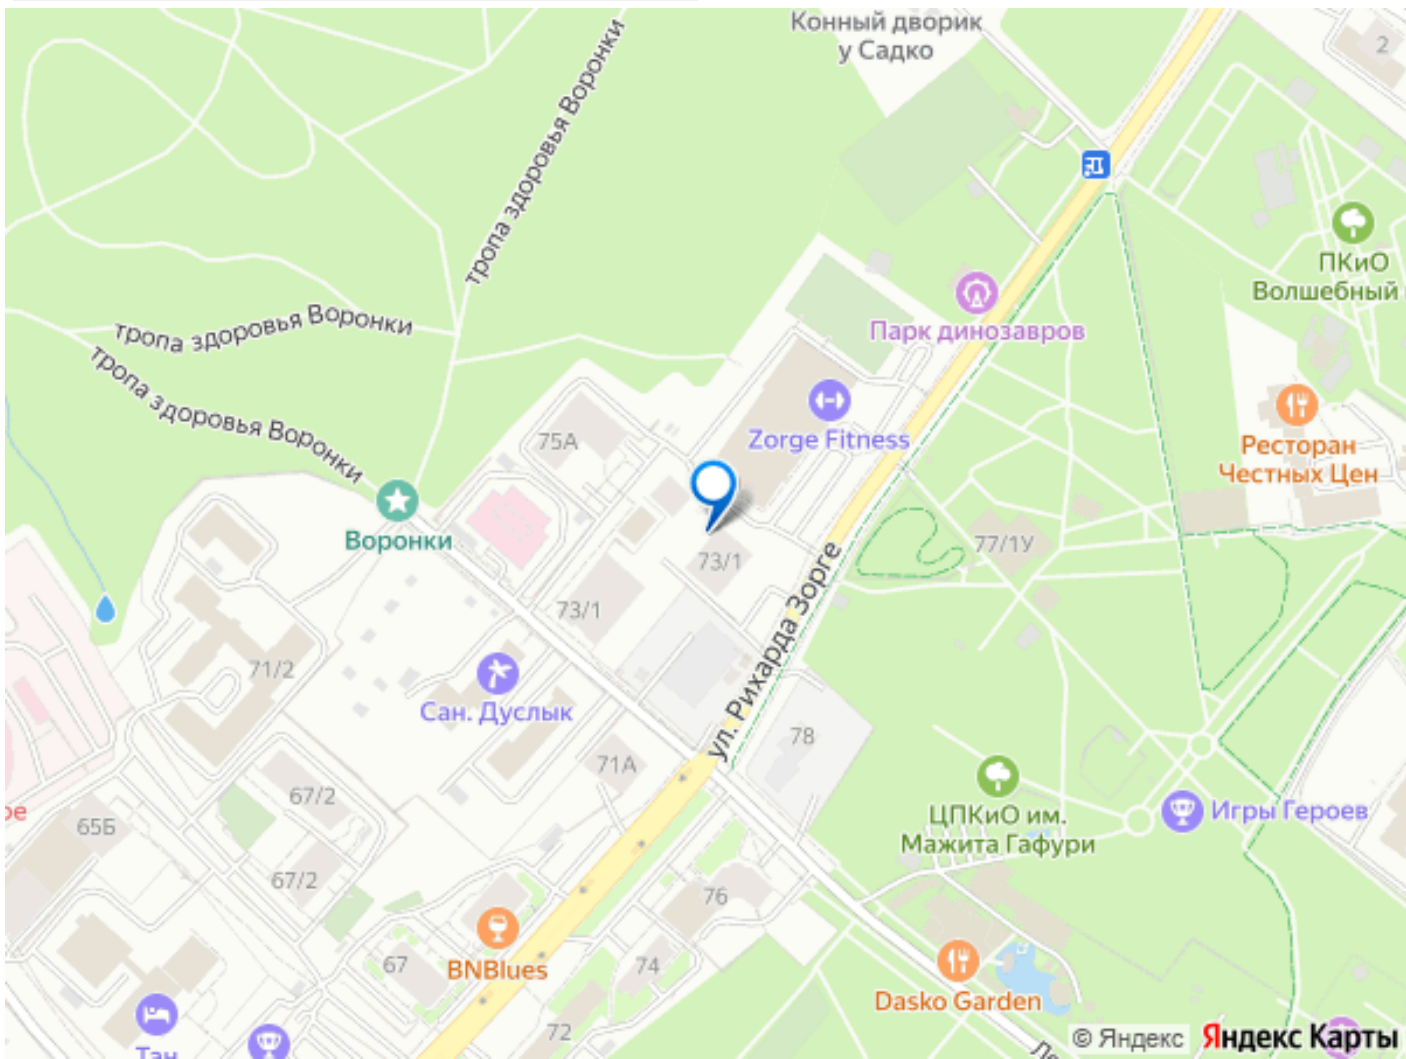 Конный дворик
у Садко
2
тропа здоровья Воронки
ПКиО
Волшебный
Парк динозавров
тропа здоровья Воронки
тропа здоровья Воронки
Zorge Fitness
75А
Ресторан
Честных Цен
Воронки
77/1У
73/1
73/1
ул. Рихарда Зорге
71/2
Сан. Дуслык
78
71А
67/2
ЦПКиО им.
Мажита Гафури
Игры Героев
65Б
67/2
76
67
BNBlues
74
Dasko Garden
72
© Яндекс
Яндекс Карты